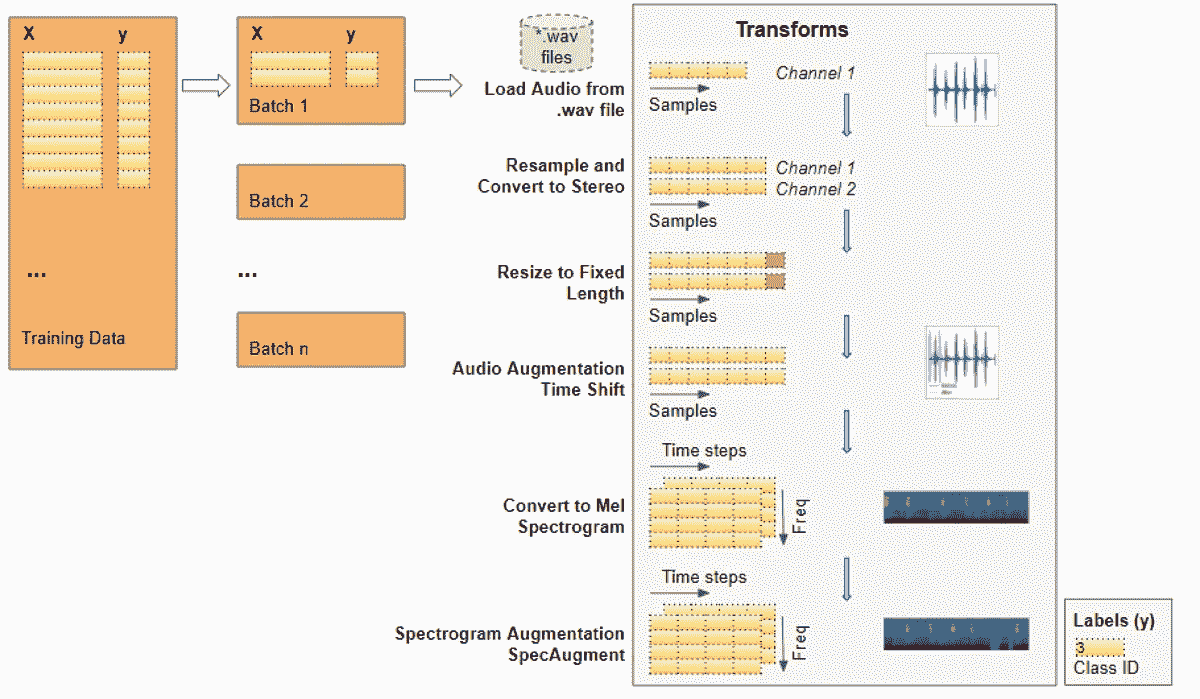 X y
Training Data
...
X y
Batch 1
Batch 2
...
Batch n
*.wav
files
Load Audio from
.wav file
Resample and
Convert to Stereo
Resize to Fixed
Length
Audio Augmentation
Time Shift
Convert to Mel
Spectrogram
Spectrogram Augmentation
SpecAugment
Transforms
Channel 1
Samples
Channel 1
Channel 2
Samples
Samples
Samples
Time steps
Freq
Time steps
Freq
Labels (y)
3
Class ID